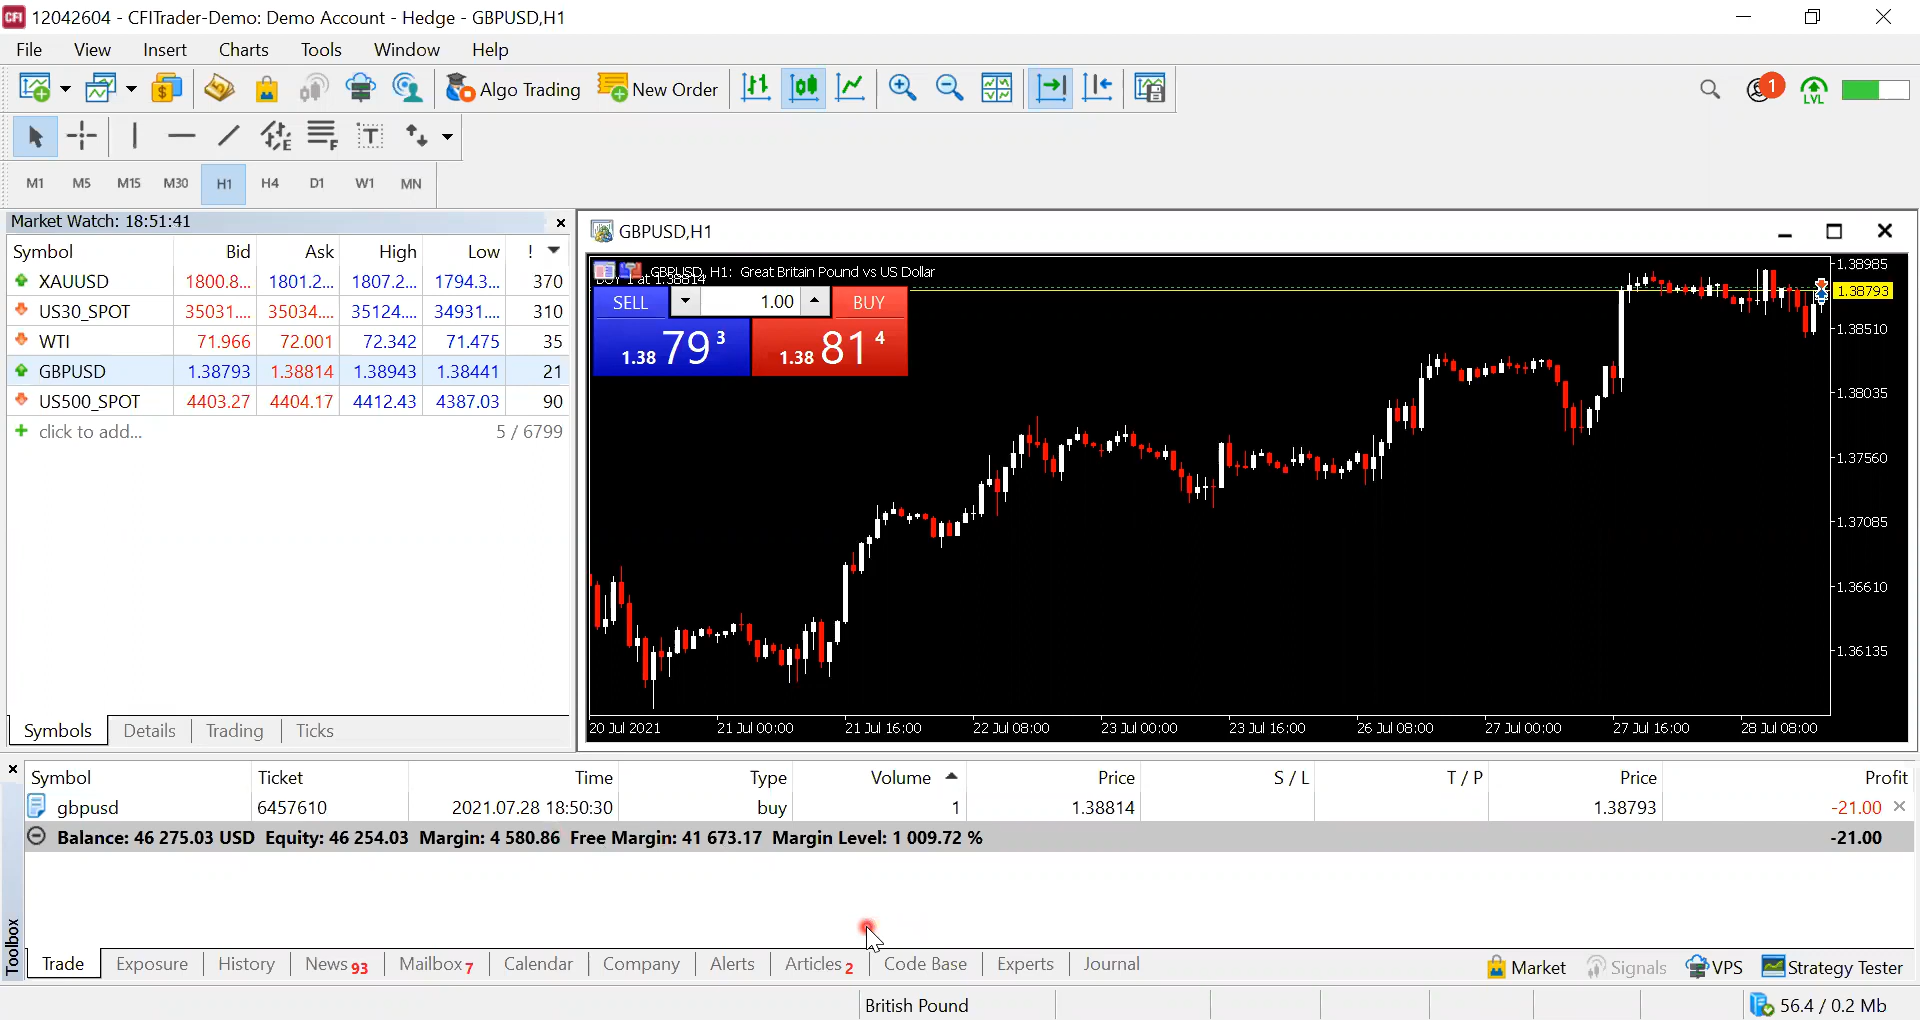 12042604 - CFITrader-Demo: Demo Account - Hedge - GBPUSD,H1
File View Insert Charts Tools Window Help
Algo Trading New Order 1 LVL
M1 M5 M15 M30 H1 H4 D1 W1 MN
Market Watch: 18:51:41
Symbol Bid Ask High Low !
XAUUSD 1800.8... 1801.2... 1807.2... 1794.3... 370
US30_SPOT 35031.... 35034.... 35124.... 34931.... 310
WTI 71.966 72.001 72.342 71.475 35
GBPUSD 1.38793 1.38814 1.38943 1.38441 21
US500_SPOT 4403.27 4404.17 4412.43 4387.03 90
click to add... 5 / 6799
Symbols Details Trading Ticks
GBPUSD,H1
GBPUSD, H1: Great Britain Pound vs US Dollar
BUY 1 at 1.38814
SELL 1.00 BUY
1.38 79 3 1.38 81 4
1.38985
1.38793
1.38510
1.38035
1.37560
1.37085
1.36610
1.36135
20 Jul 2021 21 Jul 00:00 21 Jul 16:00 22 Jul 08:00 23 Jul 00:00 23 Jul 16:00 26 Jul 08:00 27 Jul 00:00 27 Jul 16:00 28 Jul 08:00
Symbol Ticket Time Type Volume Price S / L T / P Price Profit
gbpusd 6457610 2021.07.28 18:50:30 buy 1 1.38814 1.38793 -21.00
Balance: 46 275.03 USD Equity: 46 254.03 Margin: 4 580.86 Free Margin: 41 673.17 Margin Level: 1 009.72 % -21.00
Toolbox
Trade Exposure History News 93 Mailbox 7 Calendar Company Alerts Articles 2 Code Base Experts Journal Market Signals VPS Strategy Tester
British Pound 56.4 / 0.2 Mb